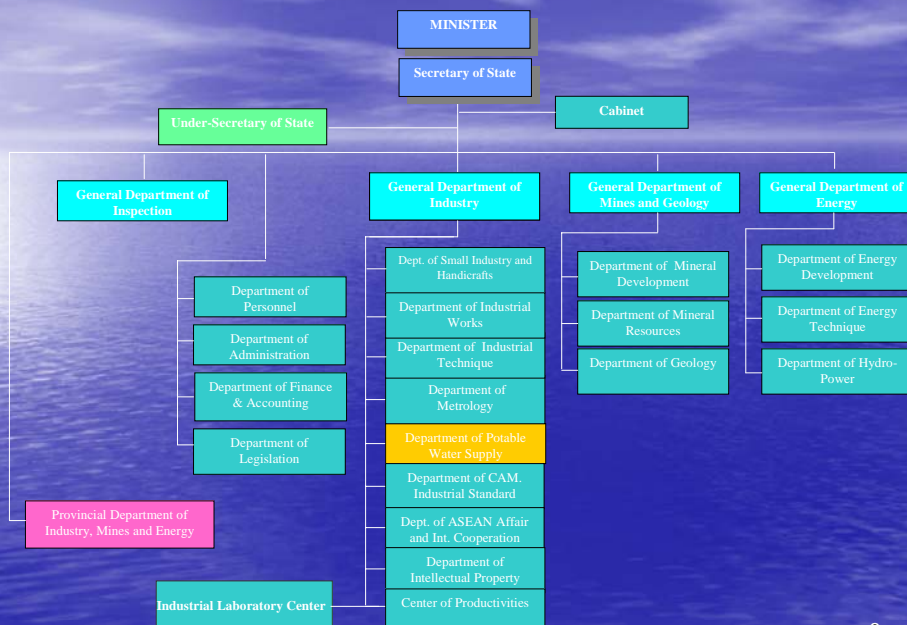 MINISTER
Secretary of State
Cabinet
Under-Secretary of State
General Department of
Inspection
General Department of
Industry
General Department of
Mines and Geology
General Department of
Energy
Department of
Personnel
Department of
Administration
Department of Finance
& Accounting
Department of
Legislation
Dept. of Small Industry and
Handicrafts
Department of Industrial
Works
Department of Industrial
Technique
Department of
Metrology
Department of Potable
Water Supply
Department of CAM.
Industrial Standard
Dept. of ASEAN Affair
and Int. Cooperation
Department of
Intellectual Property
Center of Productivities
Department of Mineral
Development
Department of Mineral
Resources
Department of Geology
Department of Energy
Development
Department of Energy
Technique
Department of Hydro-
Power
Provincial Department of
Industry, Mines and Energy
Industrial Laboratory Center